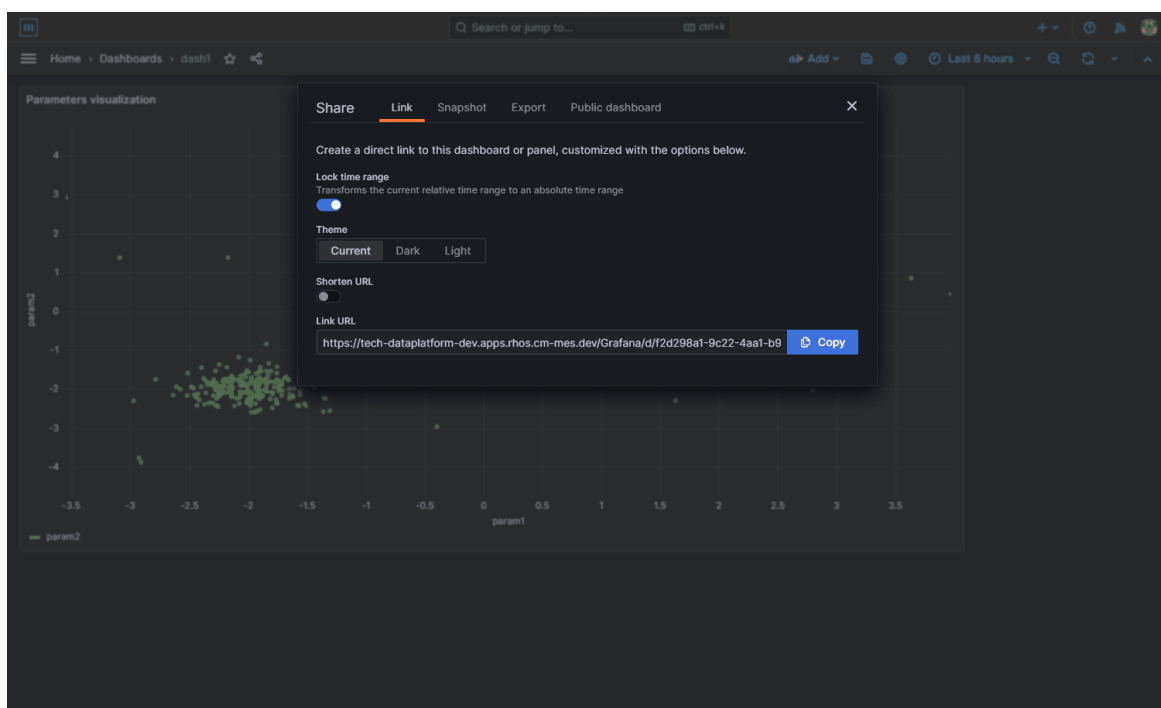 Search or jump to... ctrl+k
Home › Dashboards › dash1 Add Last 6 hours
Parameters visualization
Share Link Snapshot Export Public dashboard
Create a direct link to this dashboard or panel, customized with the options below.
Lock time range
Transforms the current relative time range to an absolute time range
Theme
Current Dark Light
Shorten URL
Link URL
https://tech-dataplatform-dev.apps.rhos.cm-mes.dev/Grafana/d/f2d298a1-9c22-4aa1-b9 Copy
4
3
2
1
0
-1
-2
-3
-4
param2
-3.5 -3 -2.5 -2 -1.5 -1 -0.5 0 0.5 1 1.5 2 2.5 3 3.5
param1
param2